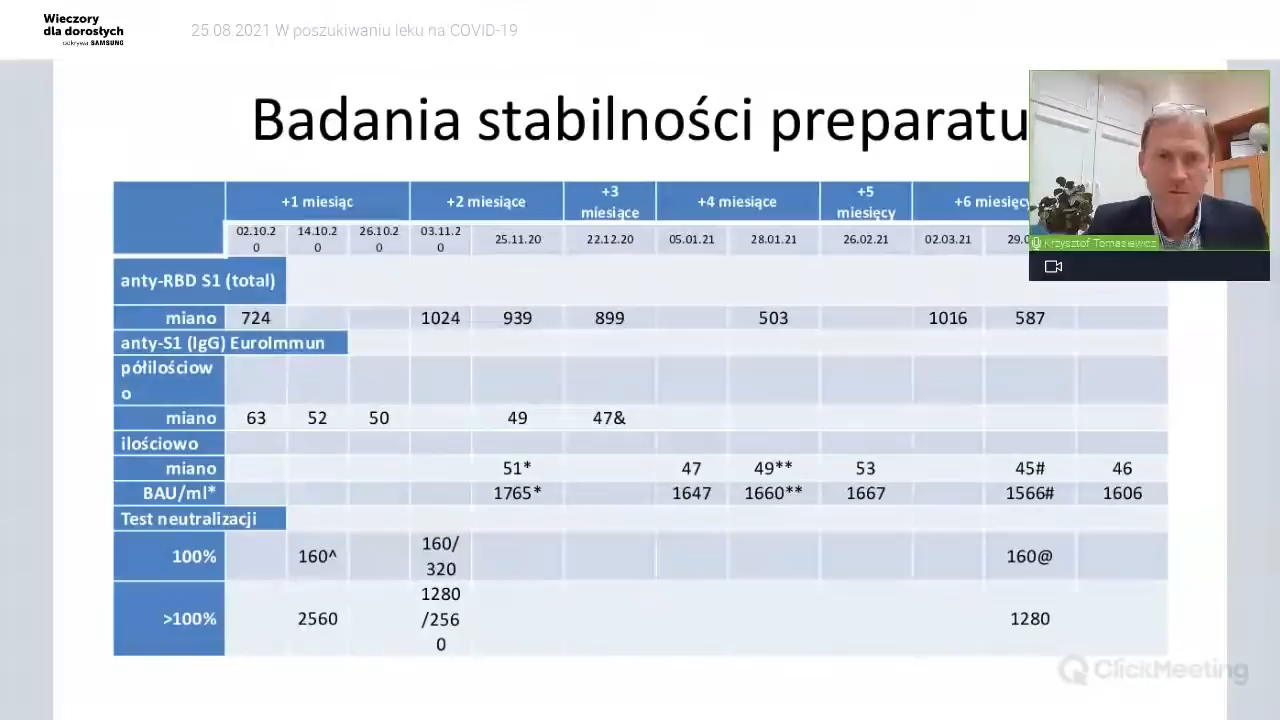 Wieczory
dla dorosłych
odkrywa SAMSUNG
25.08.2021 W poszukiwaniu leku na COVID-19
Badania stabilności preparatu
+1 miesiąc +2 miesiące +3 miesiące +4 miesiące +5 miesięcy +6 miesięcy
02.10.20 14.10.20 26.10.20 03.11.20 25.11.20 22.12.20 05.01.21 28.01.21 26.02.21 02.03.21
Krzysztof Tomasiewicz
anty-RBD S1 (total)
miano 724 1024 939 899 503 1016 587
anty-S1 (IgG) EuroImmun
półilościowo
miano 63 52 50 49 47&
ilościowo
miano 51* 47 49** 53 45# 46
BAU/ml* 1765* 1647 1660** 1667 1566# 1606
Test neutralizacji
100% 160^ 160/320 160@
>100% 2560 1280/2560 1280
ClickMeeting